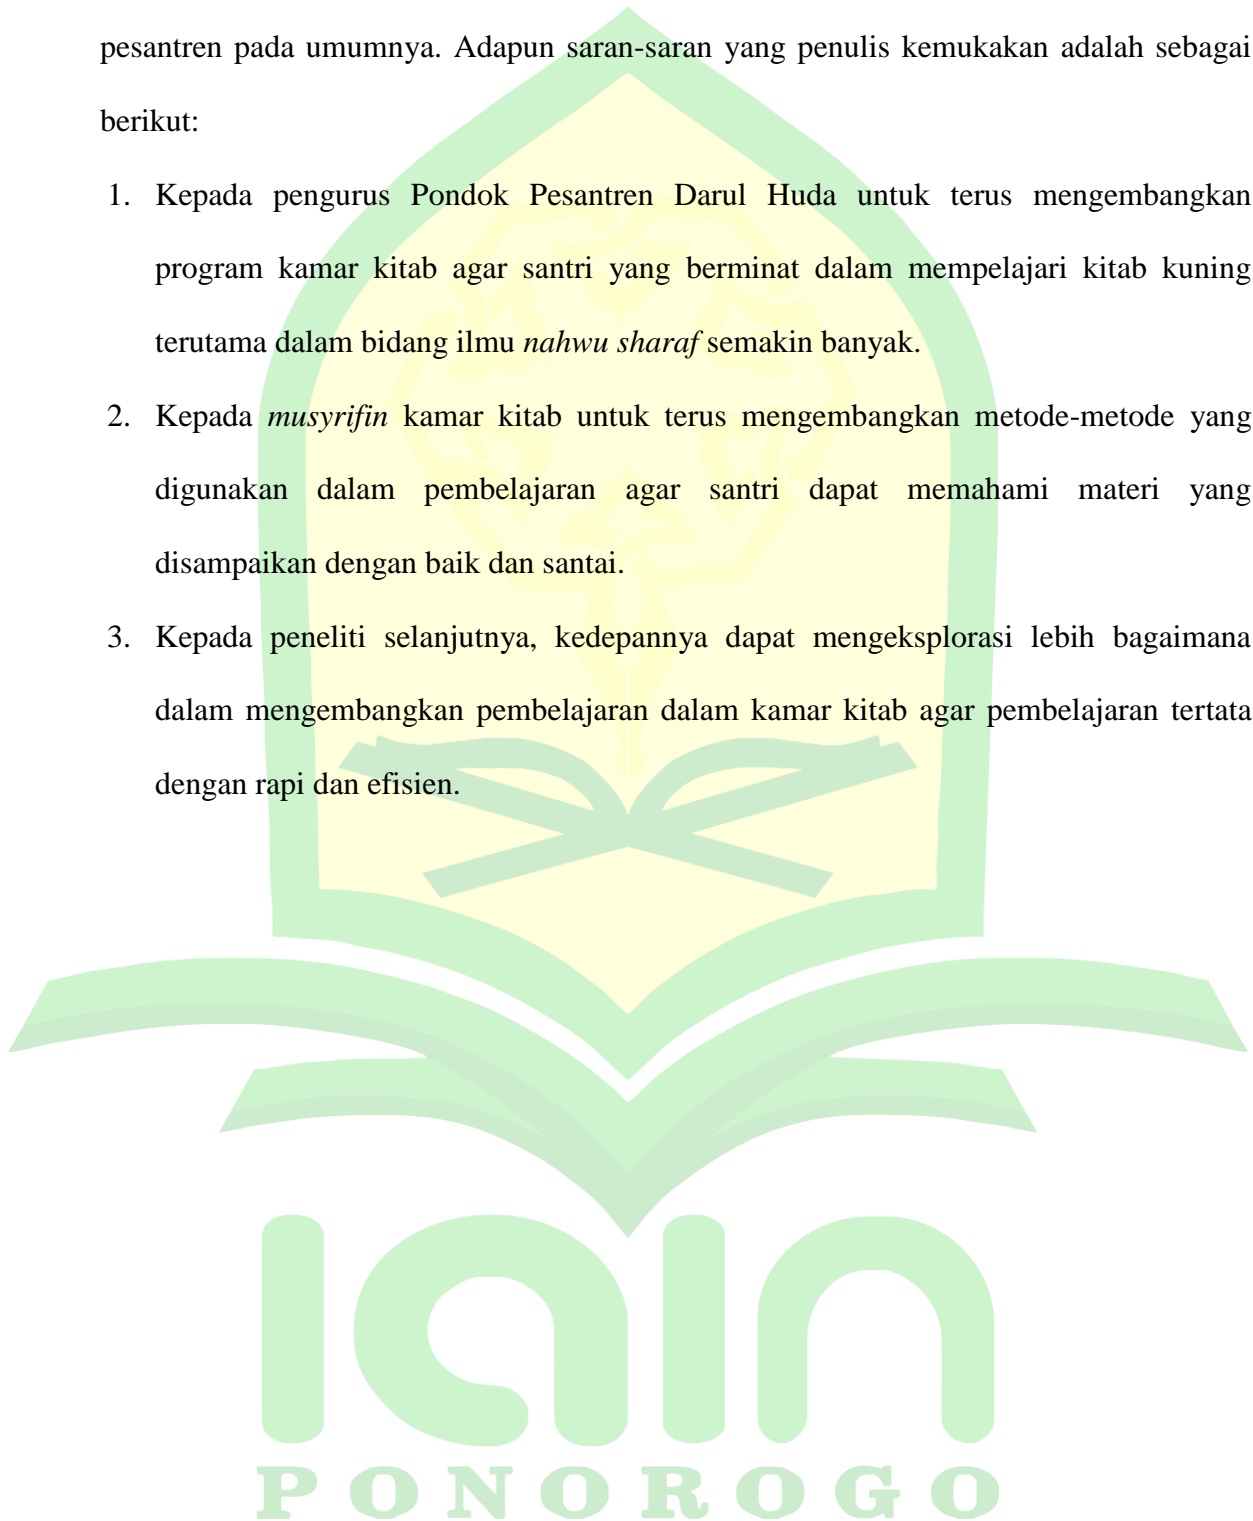 pesantren pada umumnya. Adapun saran-saran yang penulis kemukakan adalah sebagai
berikut:
1. Kepada pengurus Pondok Pesantren Darul Huda untuk terus mengembangkan
program kamar kitab agar santri yang berminat dalam mempelajari kitab kuning
terutama dalam bidang ilmu nahwu sharaf semakin banyak.
2. Kepada musyrifin kamar kitab untuk terus mengembangkan metode-metode yang
digunakan dalam pembelajaran agar santri dapat memahami materi yang
disampaikan dengan baik dan santai.
3. Kepada peneliti selanjutnya, kedepannya dapat mengeksplorasi lebih bagaimana
dalam mengembangkan pembelajaran dalam kamar kitab agar pembelajaran tertata
dengan rapi dan efisien.
IAIN
PONOROGO